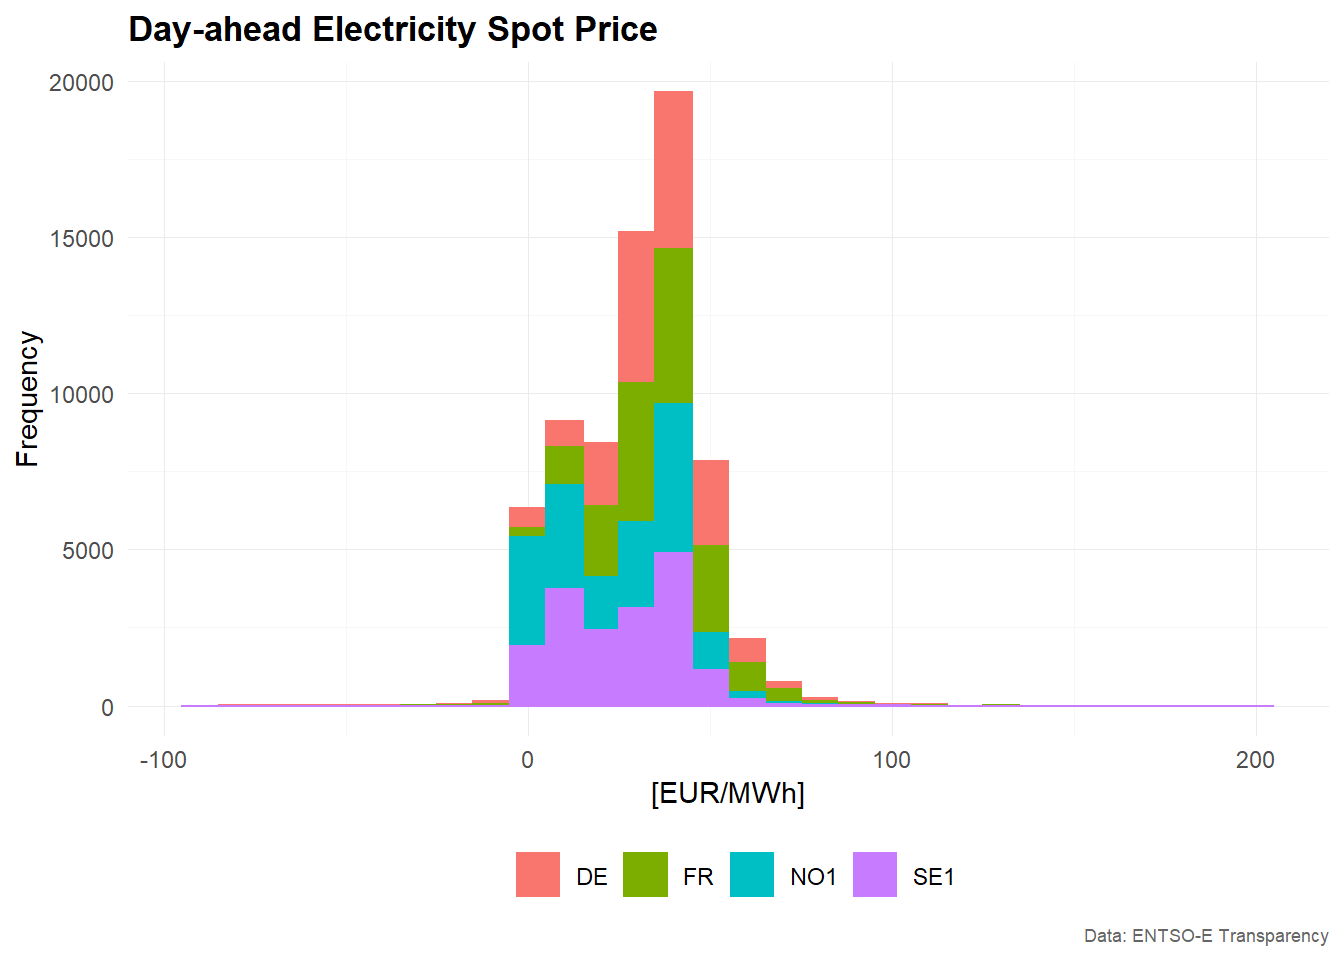 Day-ahead Electricity Spot Price
Frequency
20000
15000
10000
5000
0
-100 0 100 200
[EUR/MWh]
DE FR NO1 SE1
Data: ENTSO-E Transparency